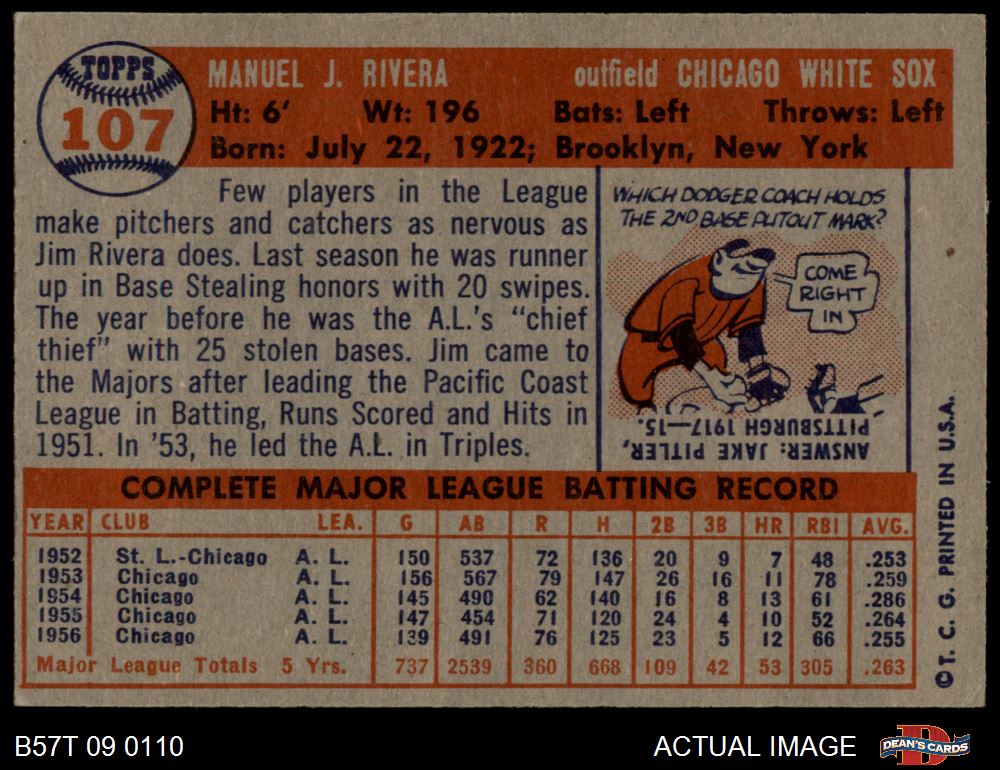 TOPPS
107
MANUEL J. RIVERA outfield CHICAGO WHITE SOX
Ht: 6' Wt: 196 Bats: Left Throws: Left
Born: July 22, 1922; Brooklyn, New York
Few players in the League
make pitchers and catchers as nervous as
Jim Rivera does. Last season he was runner
up in Base Stealing honors with 20 swipes.
The year before he was the A.L.'s "chief
thief" with 25 stolen bases. Jim came to
the Majors after leading the Pacific Coast
League in Batting, Runs Scored and Hits in
1951. In '53, he led the A.L. in Triples.
WHICH DODGER COACH HOLDS
THE 2ND BASE PUTOUT MARK?
COME
RIGHT
IN
ANSWER: JAKE PITLER,
PITTSBURGH 1917—15.
COMPLETE MAJOR LEAGUE BATTING RECORD
YEAR CLUB LEA. G AB R H 2B 3B HR RBI AVG.
1952 St. L.-Chicago A. L. 150 537 72 136 20 9 7 48 .253
1953 Chicago A. L. 156 567 79 147 26 16 11 78 .259
1954 Chicago A. L. 145 490 62 140 16 8 13 61 .286
1955 Chicago A. L. 147 454 71 120 24 4 10 52 .264
1956 Chicago A. L. 139 491 76 125 23 5 12 66 .255
Major League Totals 5 Yrs. 737 2539 360 668 109 42 53 305 .263
© T. C. G. PRINTED IN U.S.A.
B57T 09 0110 ACTUAL IMAGE
D
DEAN'S CARDS